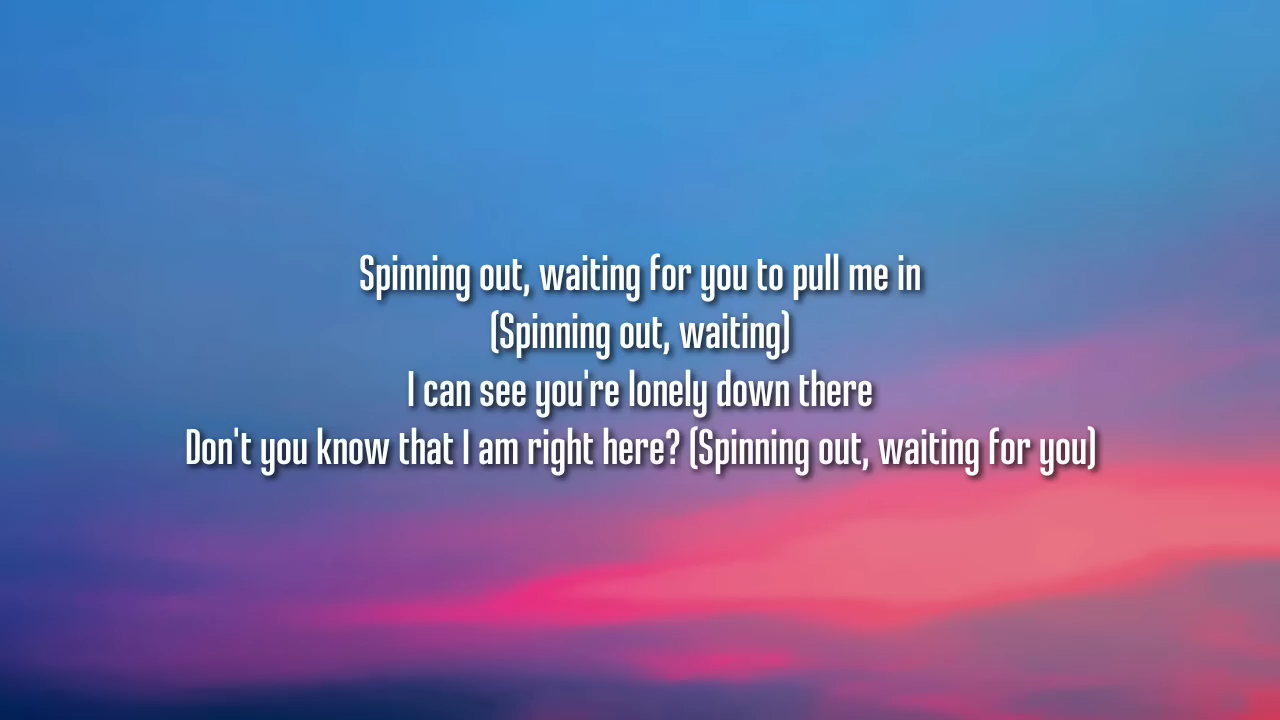 Spinning out, waiting for you to pull me in
(Spinning out, waiting)
I can see you're lonely down there
Don't you know that I am right here? (Spinning out, waiting for you)